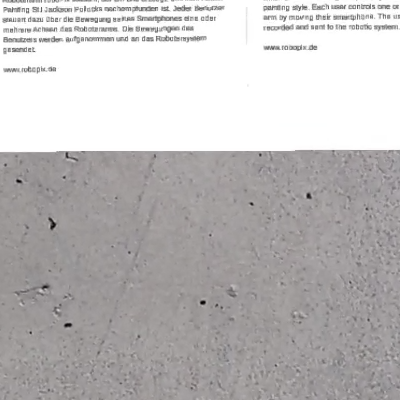 Painting Stil Jackson Pollocks nachempfunden ist. Jeder Benutzer
steuert dazu über die Bewegung seines Smartphones eine oder
mehrere Achsen des Roboterarms. Die Bewegungen des
Benutzers werden aufgenommen und an das Robotersystem
gesendet.
www.robopix.de
painting style. Each user controls one or
arm by moving their smartphone. The us
recorded and sent to the robotic system.
www.robopix.de